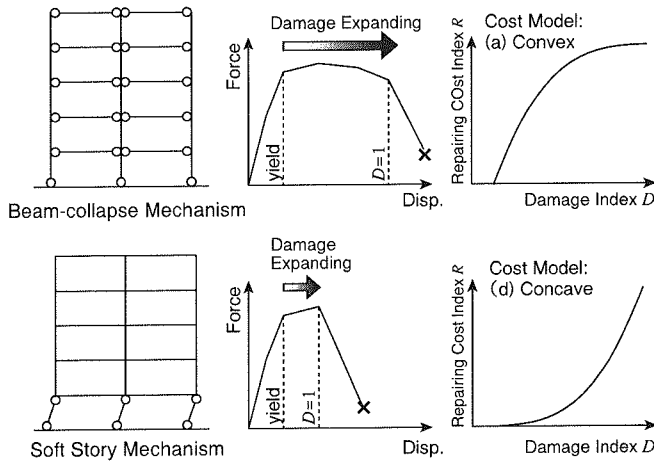 Beam-collapse Mechanism
Damage Expanding
Force
yield
D=1
Disp.
Cost Model:
(a) Convex
Repairing COst Index R
Damage Index D
Soft Story Mechanism
Damage
Expanding
Force
yield
D=1
Disp.
Cost Model:
(d) Concave
Repairing Cost Index R
Damage Index D